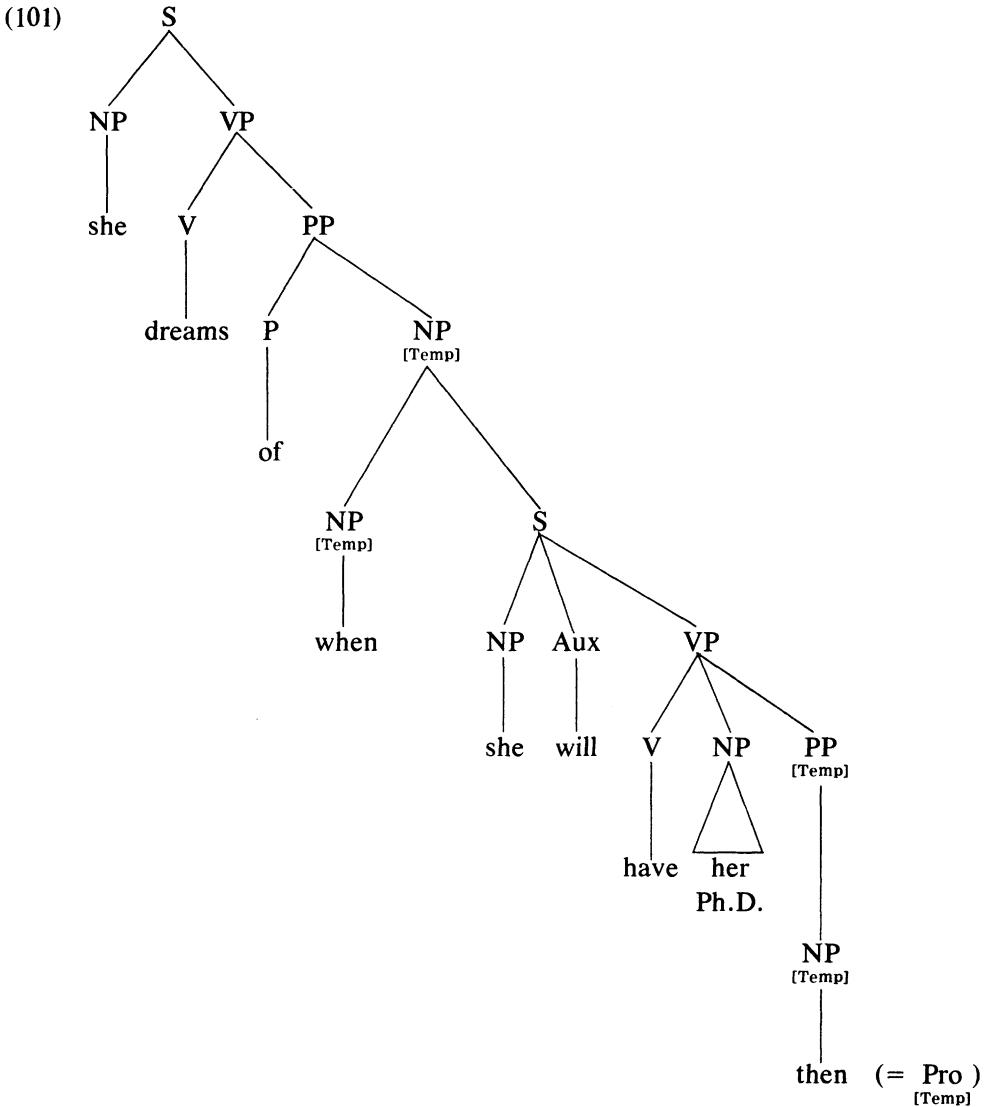 (101) S
NP VP
she V PP
dreams P NP
[Temp]
of
NP S
[Temp]
when NP Aux VP
she will V NP PP
[Temp]
have her
Ph.D.
NP
[Temp]
then (= Pro )
[Temp]